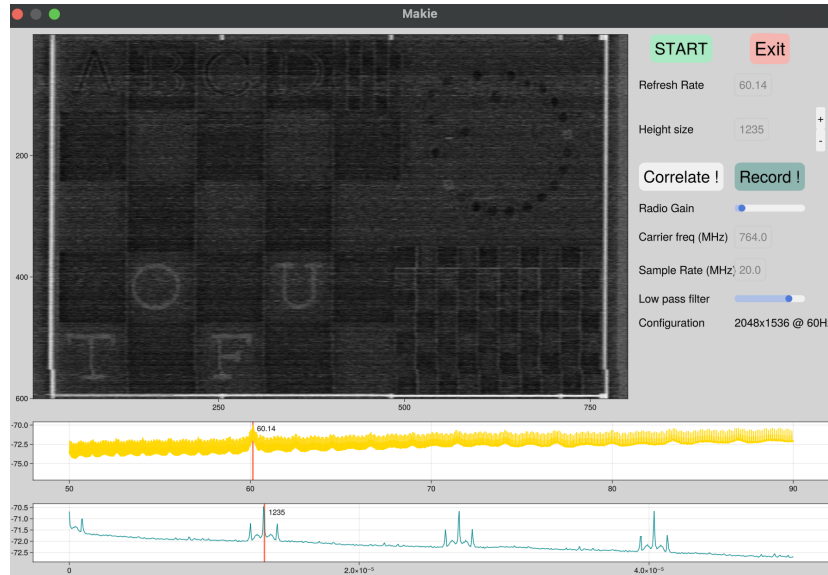 Makie
START Exit
Refresh Rate 60.14
Height size 1235 + -
Correlate ! Record !
Radio Gain
Carrier freq (MHz) 764.0
Sample Rate (MHz) 20.0
Low pass filter
Configuration 2048x1536 @ 60H
A B C D
O U
T F
200
400
600
250 500 750
-70.0
-72.5
-75.0
60.14
50 60 70 80 90
-70.5
-71.0
-71.5
-72.0
-72.5
1235
0 2.0×10⁻⁵ 4.0×10⁻⁵